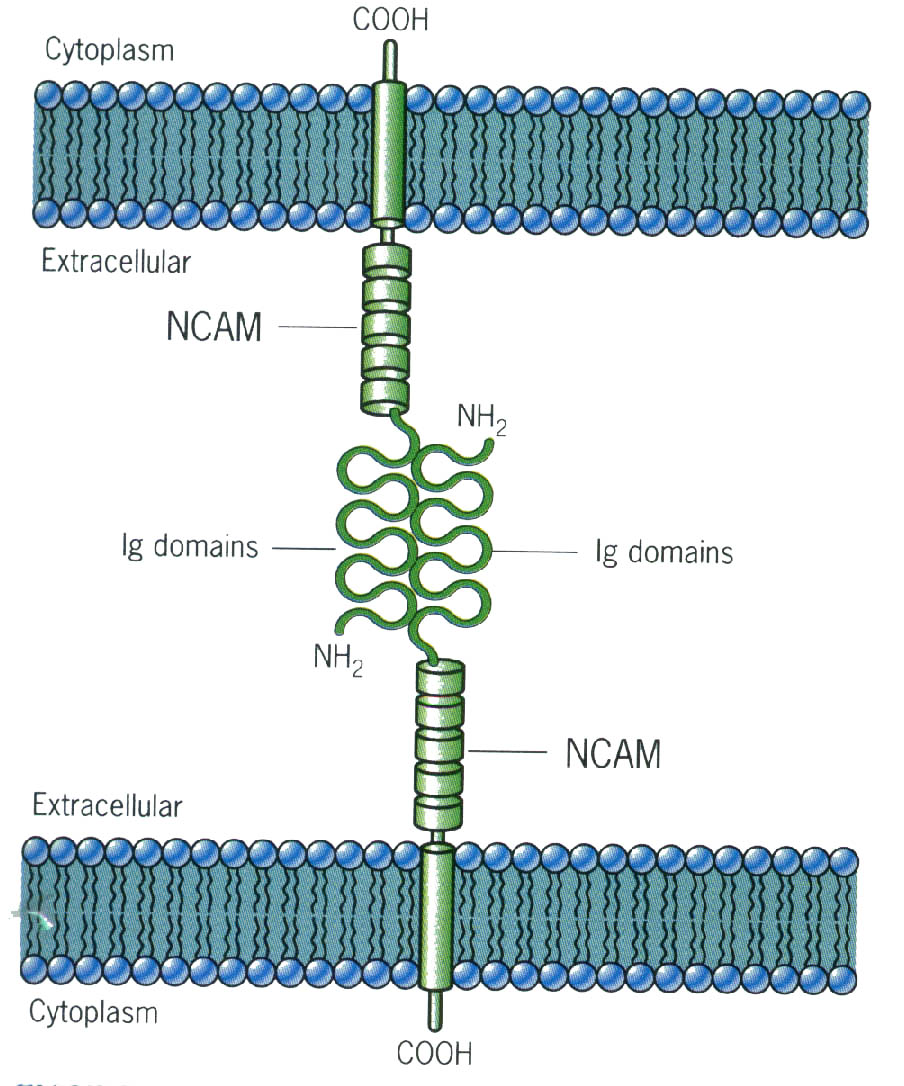 COOH
Cytoplasm
Extracellular
NCAM
NH2
Ig domains
Ig domains
NH2
NCAM
Extracellular
Cytoplasm
COOH